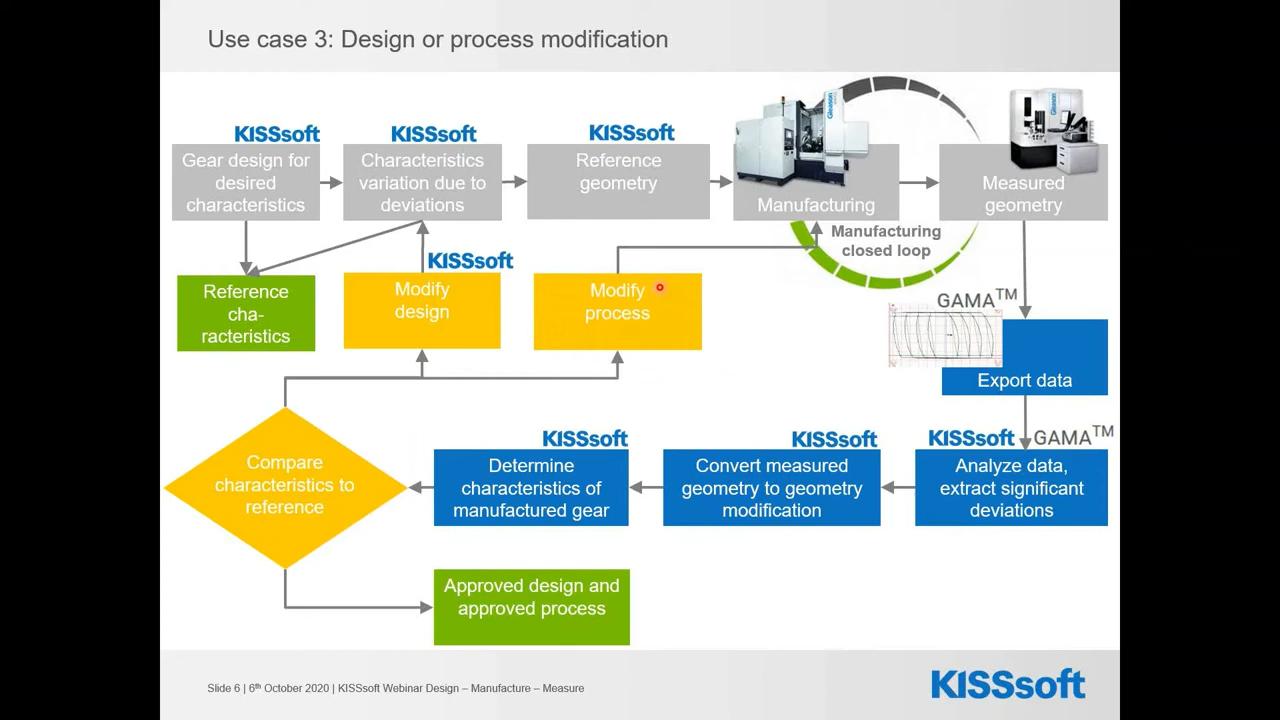 Use case 3: Design or process modification
KISSsoft
KISSsoft
KISSsoft
Gleason
Gleason
Gear design for
desired
characteristics
Characteristics
variation due to
deviations
Reference
geometry
Manufacturing
Measured
geometry
Manufacturing
closed loop
KISSsoft
Reference
cha-
racteristics
Modify
design
Modify
process
GAMA™
Export data
KISSsoft
KISSsoft
KISSsoft GAMA™
Compare
characteristics to
reference
Determine
characteristics of
manufactured gear
Convert measured
geometry to geometry
modification
Analyze data,
extract significant
deviations
Approved design and
approved process
Slide 6 | 6th October 2020 | KISSsoft Webinar Design – Manufacture – Measure
KISSsoft